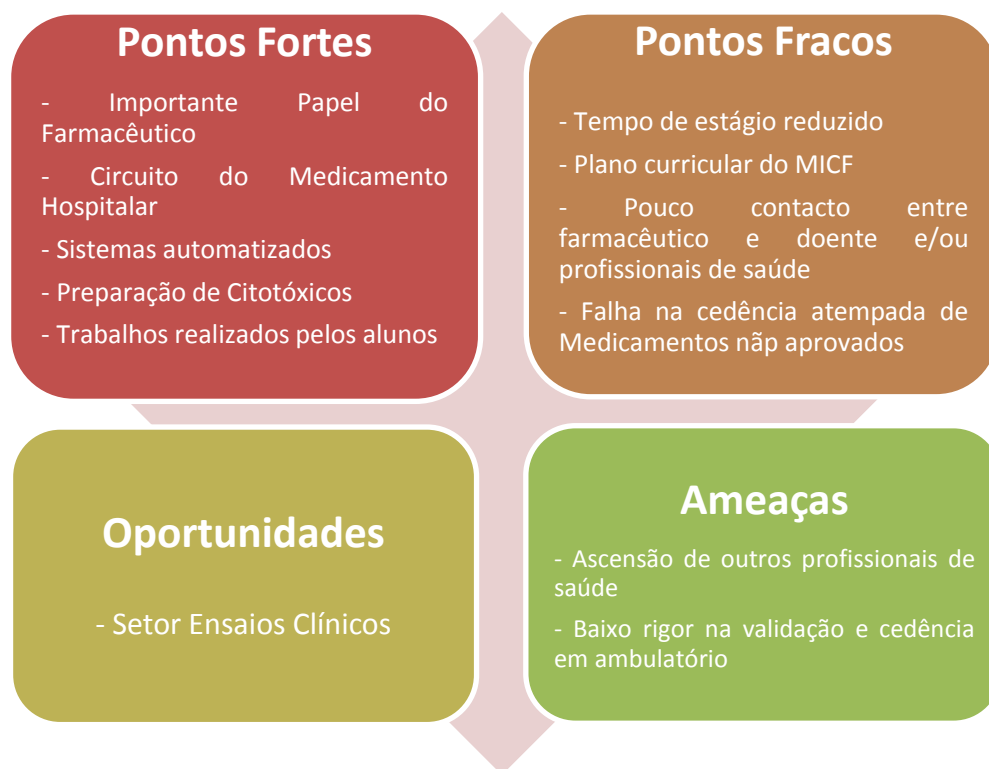 Pontos Fortes
- Importante Papel do
Farmacêutico
- Circuito do Medicamento
Hospitalar
- Sistemas automatizados
- Preparação de Citotóxicos
- Trabalhos realizados pelos alunos
Pontos Fracos
- Tempo de estágio reduzido
- Plano curricular do MICF
- Pouco contacto entre
farmacêutico e doente e/ou
profissionais de saúde
- Falha na cedência atempada de
Medicamentos nãp aprovados
Oportunidades
- Setor Ensaios Clínicos
Ameaças
- Ascensão de outros profissionais de
saúde
- Baixo rigor na validação e cedência
em ambulatório